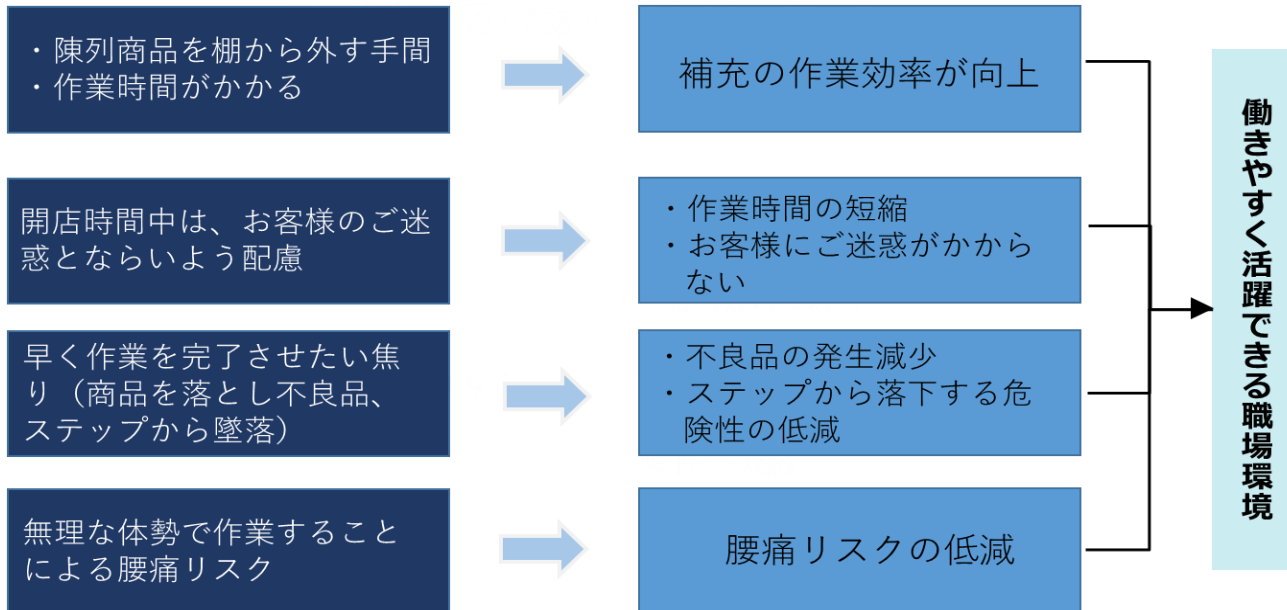 ・陳列商品を棚から外す手間
・作業時間がかかる
補充の作業効率が向上
開店時間中は、お客様のご迷
惑とならいよう配慮
・作業時間の短縮
・お客様にご迷惑がかから
ない
早く作業を完了させたい焦
り（商品を落とし不良品、
ステップから墜落）
・不良品の発生減少
・ステップから落下する危
険性の低減
無理な体勢で作業すること
による腰痛リスク
腰痛リスクの低減
働きやすく活躍できる職場環境